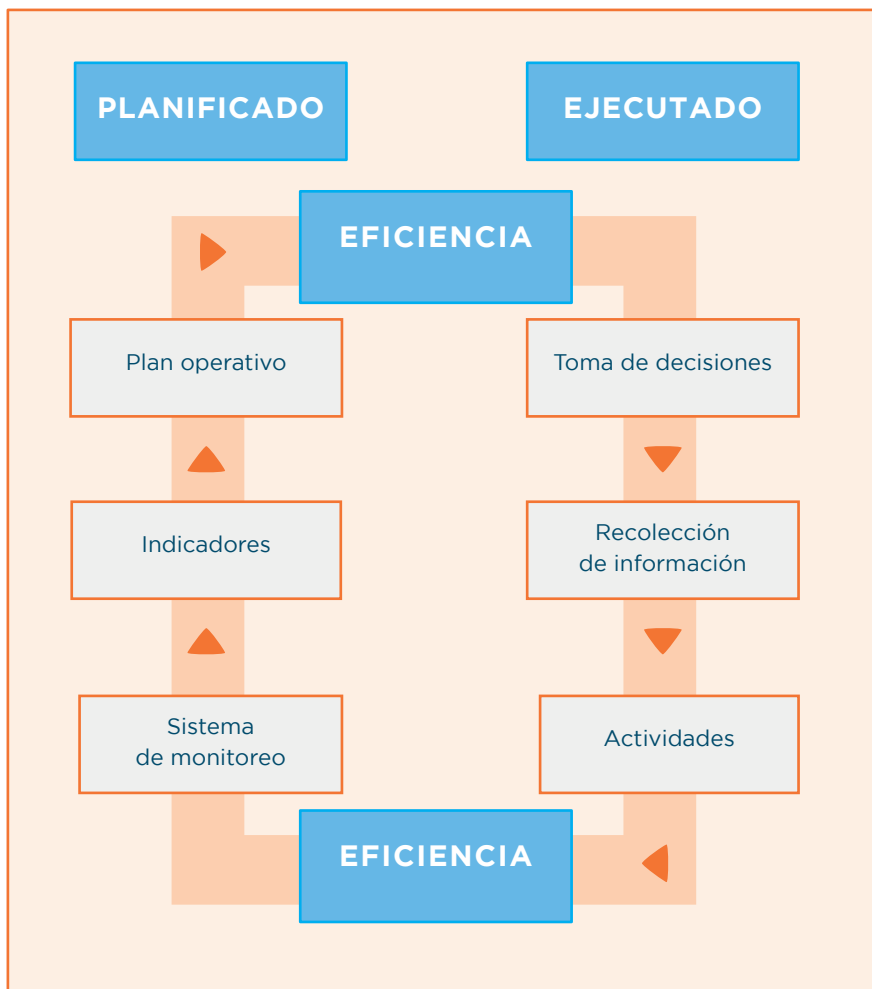 PLANIFICADO
EJECUTADO
EFICIENCIA
Plan operativo
Toma de decisiones
Indicadores
Recolección
de información
Sistema
de monitoreo
Actividades
EFICIENCIA